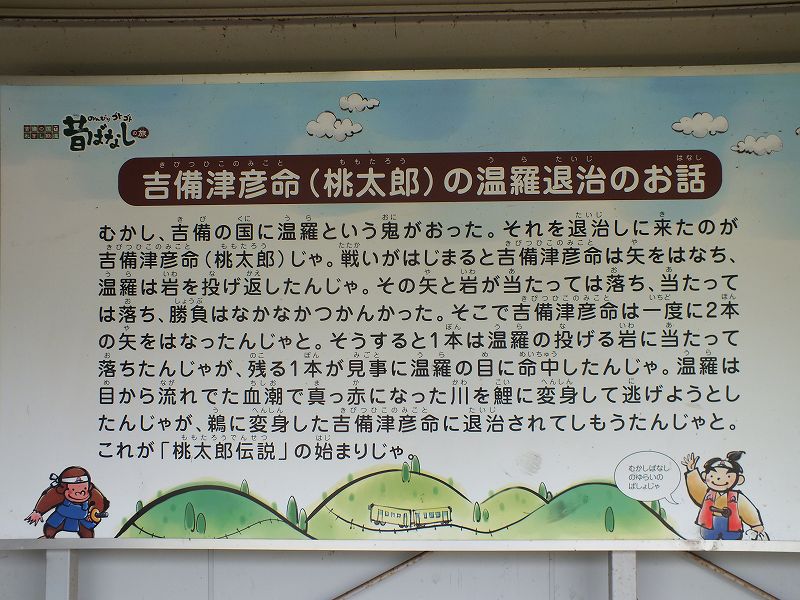 のんびりゴトゴト
昔ばなしの旅
吉備津彦命（桃太郎）の温羅退治のお話
むかし、吉備の国に温羅という鬼がおった。それを退治しに来たのが
吉備津彦命（桃太郎）じゃ。戦いがはじまると吉備津彦命は矢をはなち、
温羅は岩を投げ返したんじゃ。その矢と岩が当たっては落ち、当たって
は落ち、勝負はなかなかつかんかった。そこで吉備津彦命は一度に2本
の矢をはなったんじゃと。そうすると1本は温羅の投げる岩に当たって
落ちたんじゃが、残る1本が見事に温羅の目に命中したんじゃ。温羅は
目から流れでた血潮で真っ赤になった川を鯉に変身して逃げようとし
たんじゃが、鵜に変身した吉備津彦命に退治されてしもうたんじゃと。
これが「桃太郎伝説」の始まりじゃ。
むかしばなし
のゆらいの
ばしょじゃ